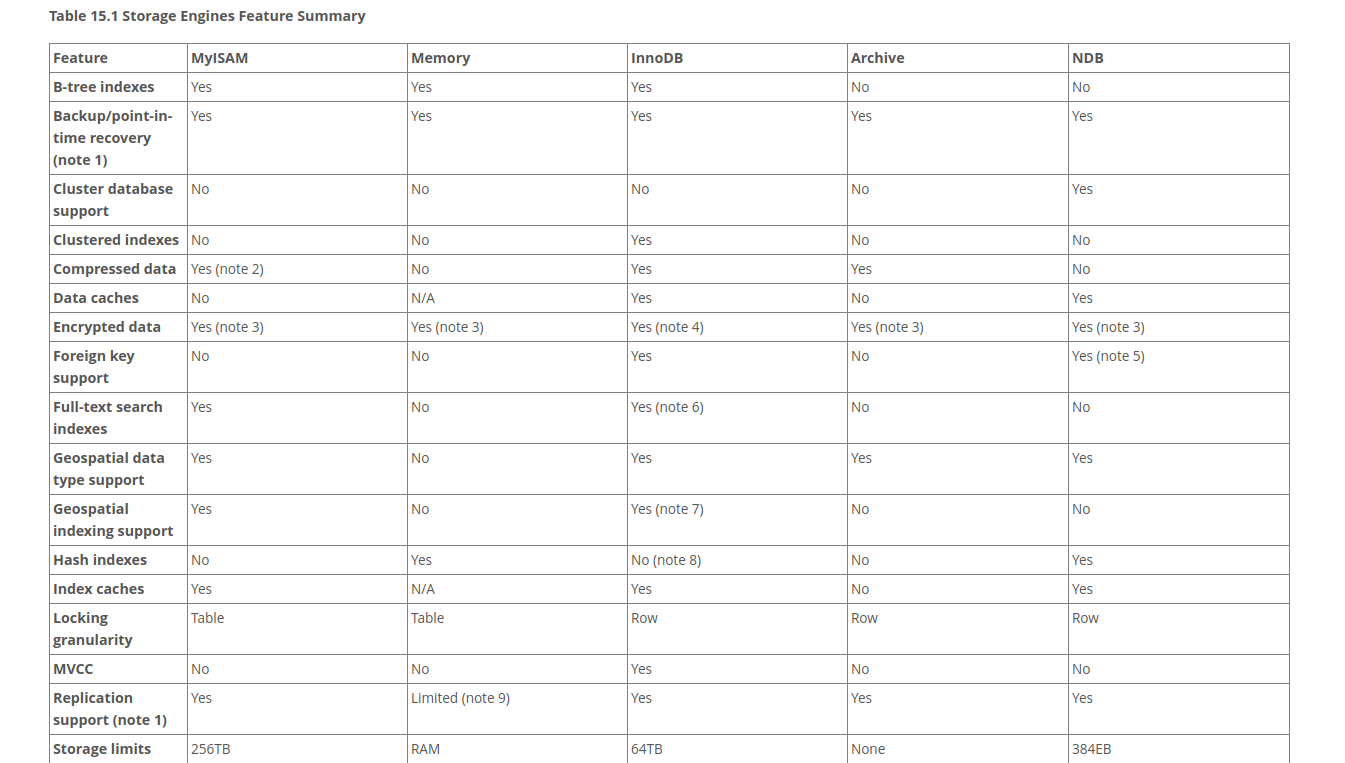 Table 15.1 Storage Engines Feature Summary
Feature MyISAM Memory InnoDB Archive NDB
B-tree indexes Yes Yes Yes No No
Backup/point-in- Yes Yes Yes Yes Yes
time recovery
(note 1)
Cluster database No No No No Yes
support
Clustered indexes No No Yes No No
Compressed data Yes (note 2) No Yes Yes No
Data caches No N/A Yes No Yes
Encrypted data Yes (note 3) Yes (note 3) Yes (note 4) Yes (note 3) Yes (note 3)
Foreign key No No Yes No Yes (note 5)
support
Full-text search Yes No Yes (note 6) No No
indexes
Geospatial data Yes No Yes Yes Yes
type support
Geospatial Yes No Yes (note 7) No No
indexing support
Hash indexes No Yes No (note 8) No Yes
Index caches Yes N/A Yes No Yes
Locking Table Table Row Row Row
granularity
MVCC No No Yes No No
Replication Yes Limited (note 9) Yes Yes Yes
support (note 1)
Storage limits 256TB RAM 64TB None 384EB